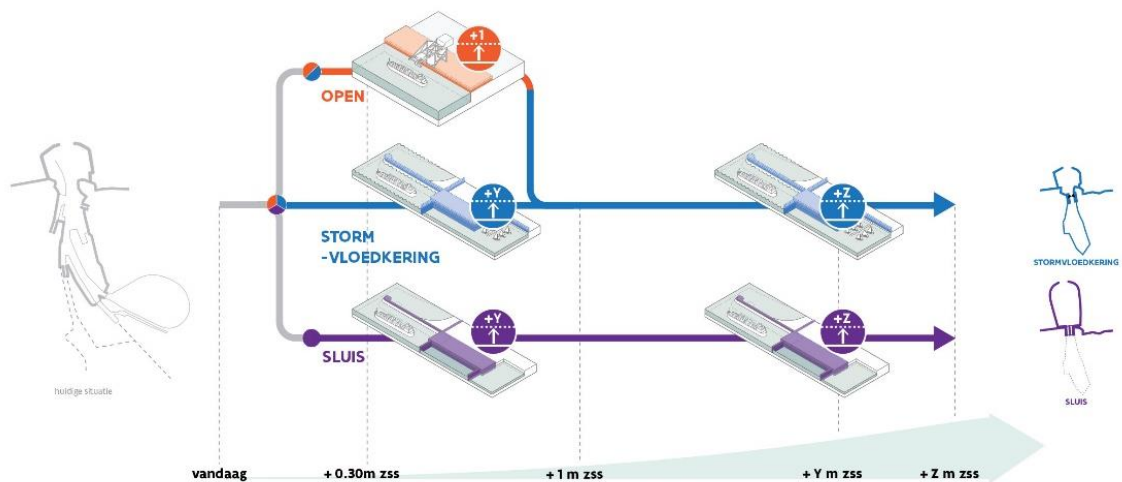 +1
OPEN
+Y
+Z
STORM
-VLOEDKERING
STORMVLOEDKERING
+Y
+Z
SLUIS
SLUIS
huidige situatie
vandaag
+ 0.30m zss
+ 1 m zss
+ Y m zss
+ Z m zss